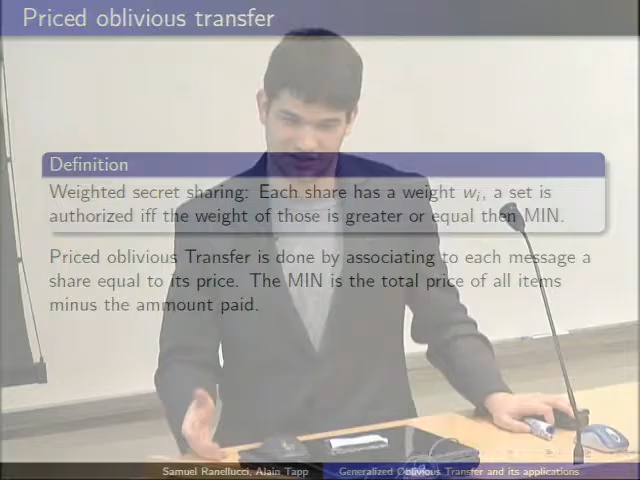 Priced oblivious transfer
Definition
Weighted secret sharing: Each share has a weight wᵢ, a set is
authorized iff the weight of those is greater or equal then MIN.
Priced oblivious Transfer is done by associating to each message a
share equal to its price. The MIN is the total price of all items
minus the ammount paid.
Samuel Ranellucci, Alain Tapp Generalized Oblivious Transfer and its applications